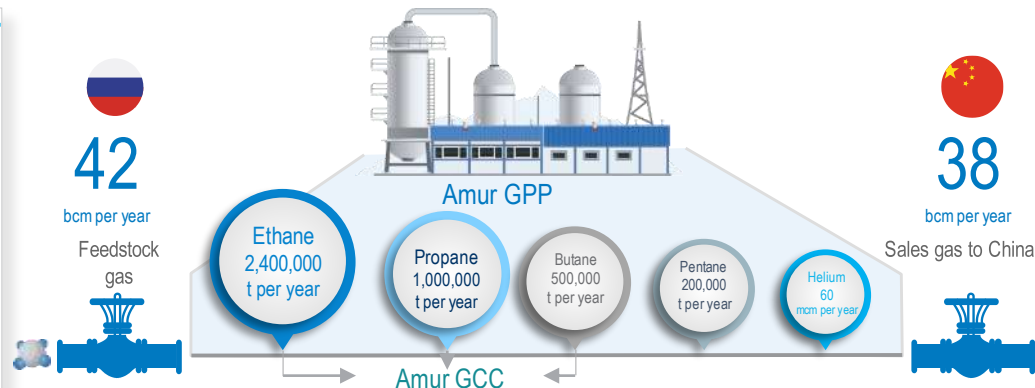 42
bcm per year
Feedstock
gas
Amur GPP
Ethane
2,400,000
t per year
Propane
1,000,000
t per year
Butane
500,000
t per year
Pentane
200,000
t per year
Helium
60
mcm per year
38
bcm per year
Sales gas to China
Amur GCC